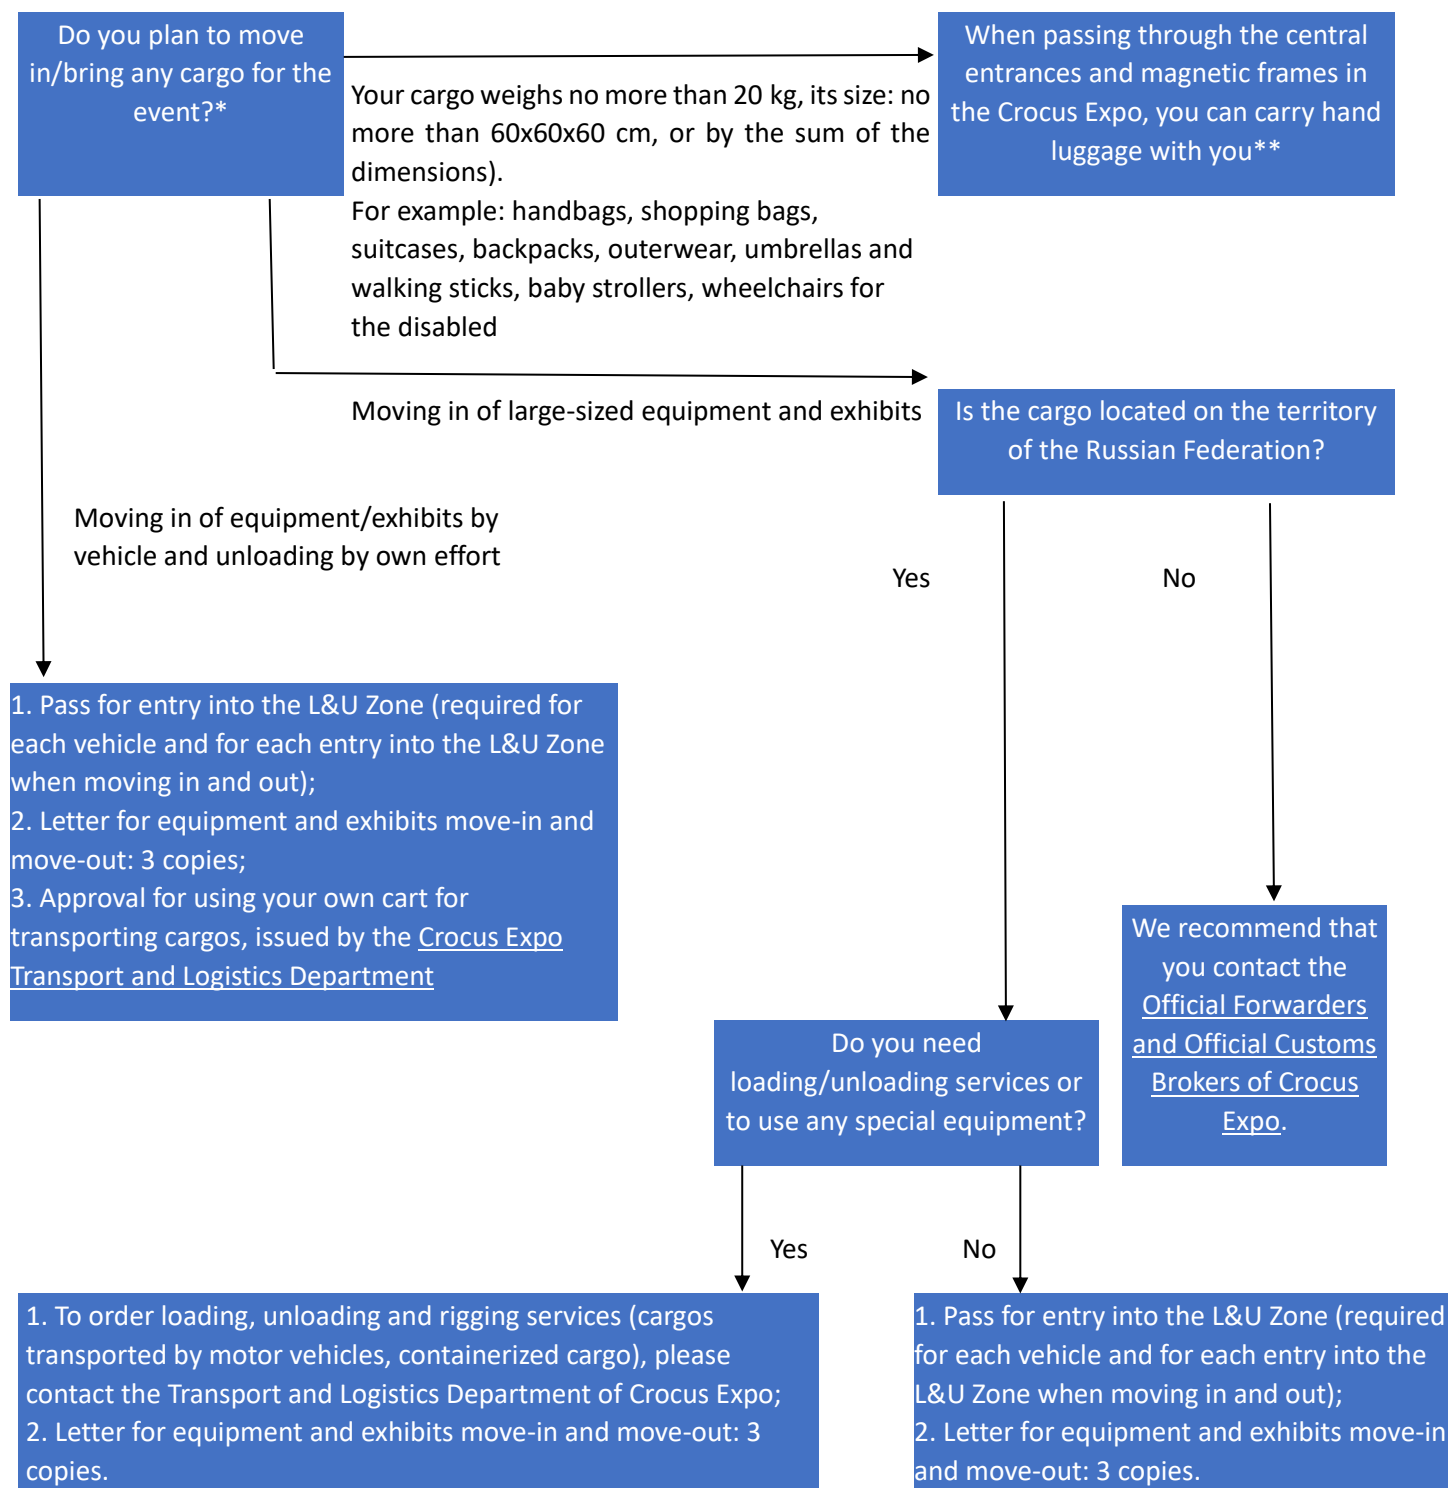 Do you plan to move
in/bring any cargo for the
event?*
When passing through the central
entrances and magnetic frames in
the Crocus Expo, you can carry hand
luggage with you**
Your cargo weighs no more than 20 kg, its size: no
more than 60x60x60 cm, or by the sum of the
dimensions).
For example: handbags, shopping bags,
suitcases, backpacks, outerwear, umbrellas and
walking sticks, baby strollers, wheelchairs for
the disabled
Moving in of large-sized equipment and exhibits
Is the cargo located on the territory
of the Russian Federation?
Moving in of equipment/exhibits by
vehicle and unloading by own effort
Yes
No
1. Pass for entry into the L&U Zone (required for
each vehicle and for each entry into the L&U Zone
when moving in and out);
2. Letter for equipment and exhibits move-in and
move-out: 3 copies;
3. Approval for using your own cart for
transporting cargos, issued by the Crocus Expo
Transport and Logistics Department
We recommend that
you contact the
Official Forwarders
and Official Customs
Brokers of Crocus
Expo.
Do you need
loading/unloading services or
to use any special equipment?
Yes
No
1. To order loading, unloading and rigging services (cargos
transported by motor vehicles, containerized cargo), please
contact the Transport and Logistics Department of Crocus Expo;
2. Letter for equipment and exhibits move-in and move-out: 3
copies.
1. Pass for entry into the L&U Zone (required
for each vehicle and for each entry into the
L&U Zone when moving in and out);
2. Letter for equipment and exhibits move-in
and move-out: 3 copies.